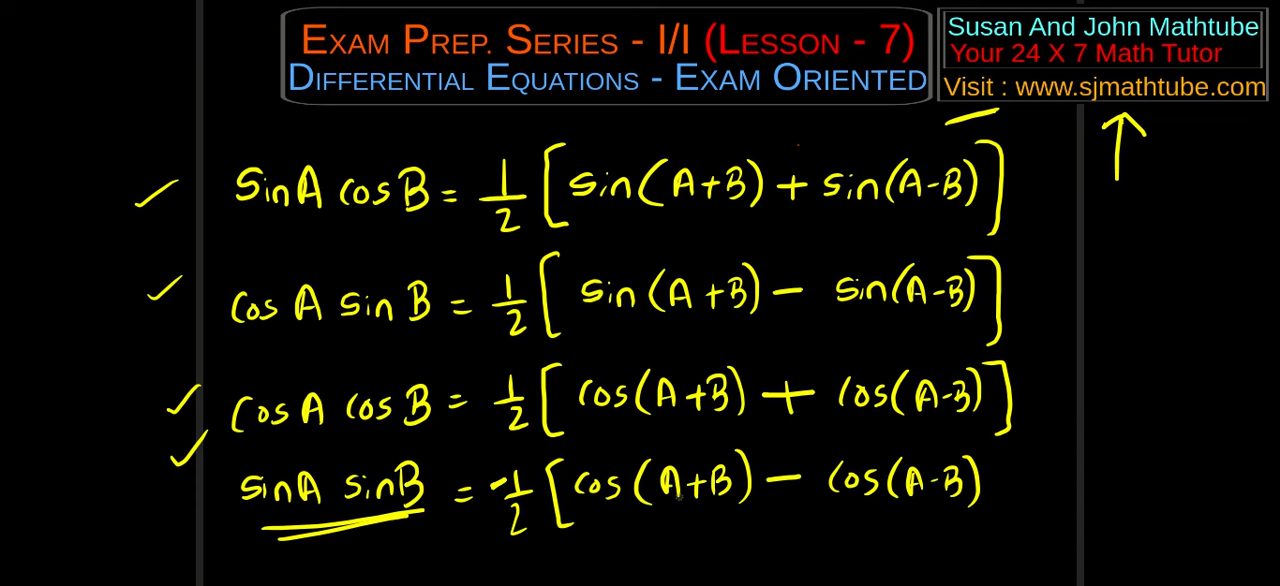 EXAM PREP. SERIES - I/I (LESSON - 7)
DIFFERENTIAL EQUATIONS - EXAM ORIENTED
Susan And John Mathtube
Your 24 X 7 Math Tutor
Visit : www.sjmathtube.com
sinA cosB = 1/2 [sin(A+B) + sin(A-B)]
cos A sin B = 1/2 [sin(A+B) - sin(A-B)]
cosA cosB = 1/2 [cos(A+B) + cos(A-B)]
sinA sinB = -1/2 [cos(A+B) - cos(A-B)